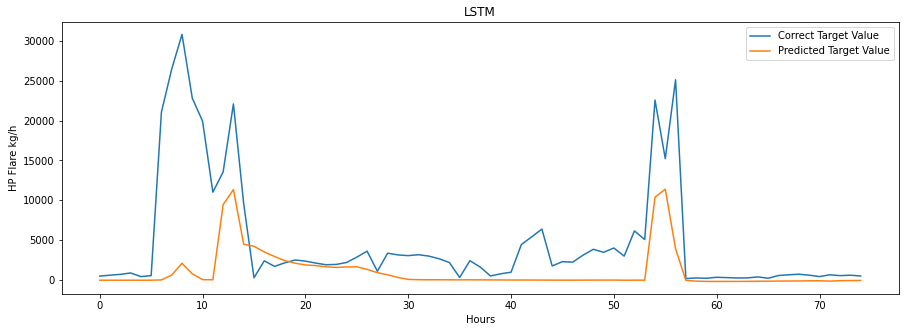 LSTM
Correct Target Value
Predicted Target Value
HP Flare kg/h
30000
25000
20000
15000
10000
5000
0
0 10 20 30 40 50 60 70
Hours